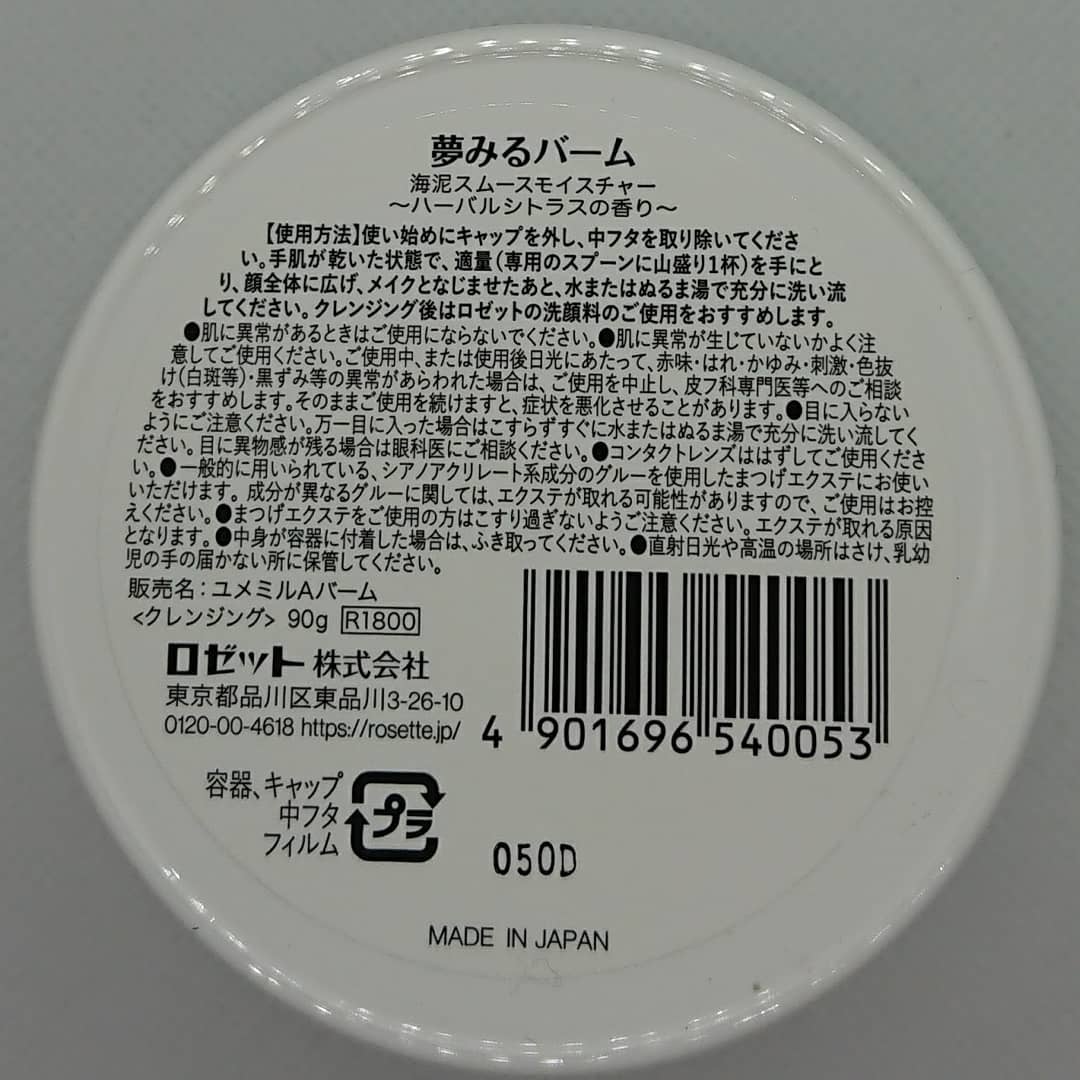 夢みるバーム
海泥スムースモイスチャー
〜ハーバルシトラスの香り〜
【使用方法】使い始めにキャップを外し、中フタを取り除いてくださ
い。手肌が乾いた状態で、適量（専用のスプーンに山盛り1杯）を手にと
り、顔全体に広げ、メイクとなじませたあと、水またはぬるま湯で充分に洗い流
してください。クレンジング後はロゼットの洗顔料のご使用をおすすめします。
●肌に異常があるときはご使用にならないでください。●肌に異常が生じていないかよく注
意してご使用ください。ご使用中、または使用後日光にあたって、赤味・はれ・かゆみ・刺激・色抜
け（白斑等）・黒ずみ等の異常があらわれた場合は、ご使用を中止し、皮フ科専門医等へのご相談
をおすすめします。そのままご使用を続けますと、症状を悪化させることがあります。●目に入らない
ようにご注意ください。万一目に入った場合はこすらずすぐに水またはぬるま湯で充分に洗い流してく
ださい。目に異物感が残る場合は眼科医にご相談ください。●コンタクトレンズははずしてご使用くださ
い。●一般的に用いられている、シアノアクリレート系成分のグルーを使用したまつげエクステにお使い
いただけます。成分が異なるグルーに関しては、エクステが取れる可能性がありますので、ご使用はお控
えください。●まつげエクステをご使用の方はこすり過ぎないようご注意ください。エクステが取れる原因
となります。●中身が容器に付着した場合は、ふき取ってください。●直射日光や高温の場所はさけ、乳幼
児の手の届かない所に保管してください。
販売名：ユメミルAバーム
<クレンジング> 90g R1800
ロゼット株式会社
東京都品川区東品川3-26-10
0120-00-4618 https://rosette.jp/
4 901696 540053
容器、キャップ
中フタ
フィルム
プラ
050D
MADE IN JAPAN